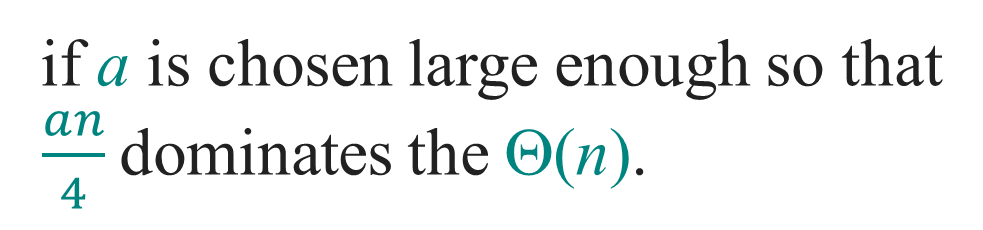 if a is chosen large enough so that
an/4 dominates the Θ(n).